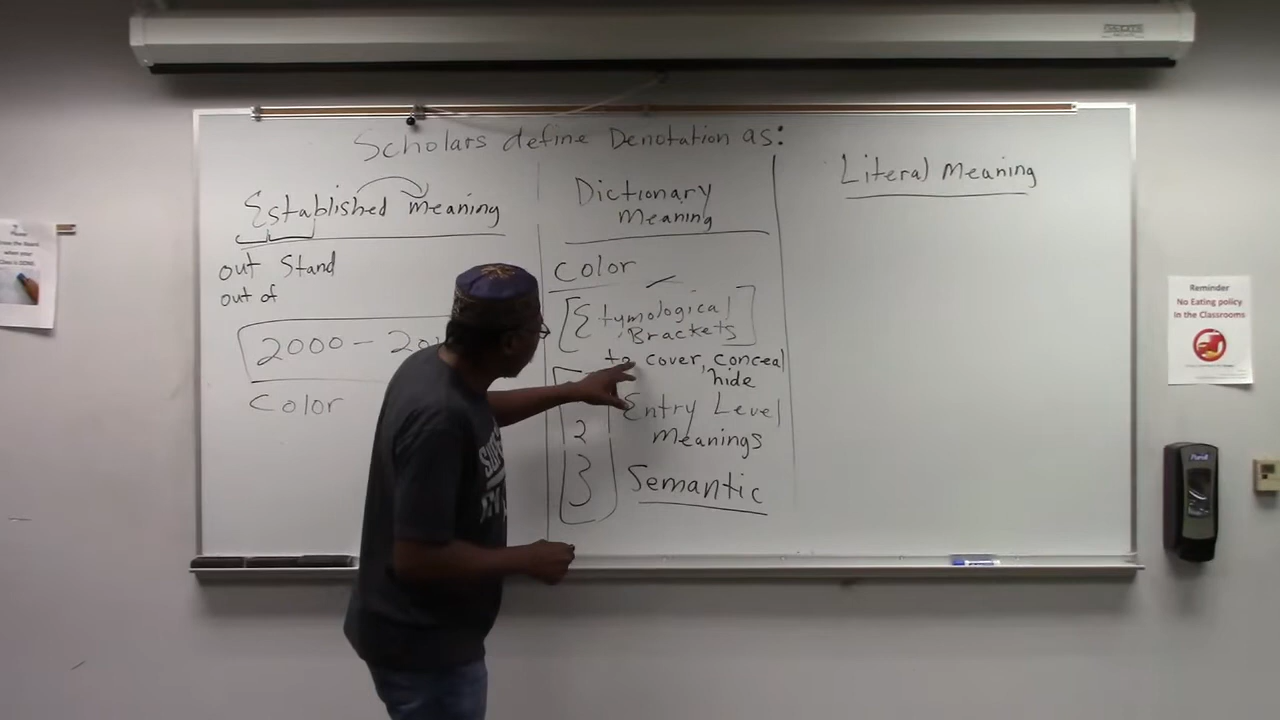 Scholars define Denotation as:
Established meaning
out Stand
out of
2000 -
Color
Dictionary
Meaning
color
[Etymological
Brackets]
to cover, conceal
hide
Entry Level
2 Meanings
3 Semantic
Literal Meaning
Reminder
No Eating policy
In the Classrooms
Purell